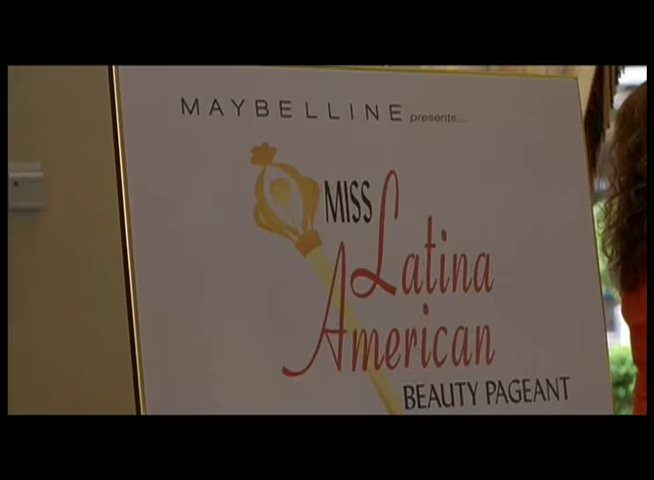 MAYBELLINE presents...
MISS Latina
American
BEAUTY PAGEANT